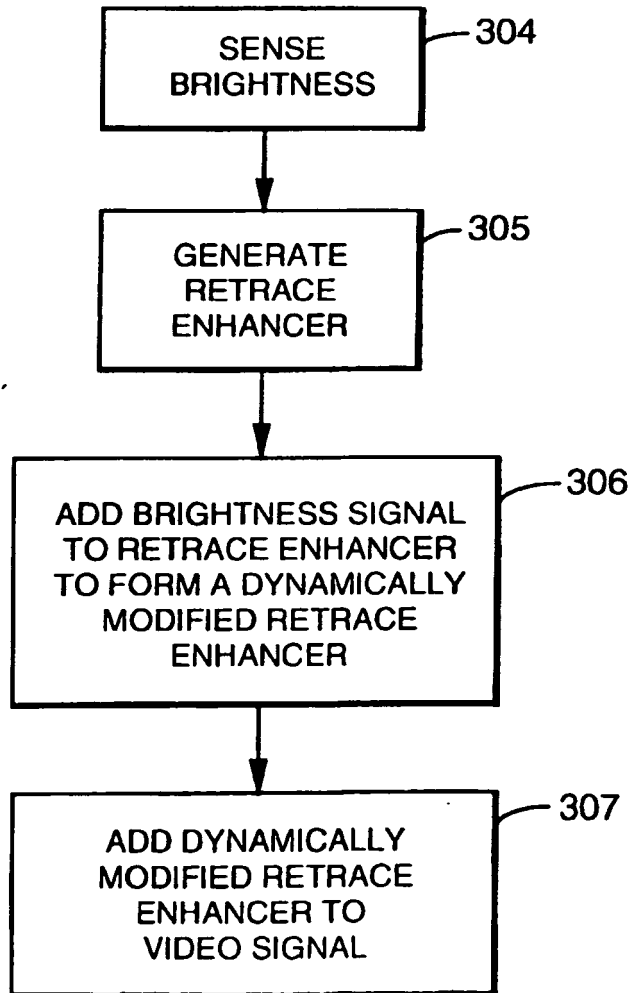 SENSE
BRIGHTNESS
304
GENERATE
RETRACE
ENHANCER
305
ADD BRIGHTNESS SIGNAL
TO RETRACE ENHANCER
TO FORM A DYNAMICALLY
MODIFIED RETRACE
ENHANCER
306
ADD DYNAMICALLY
MODIFIED RETRACE
ENHANCER TO
VIDEO SIGNAL
307